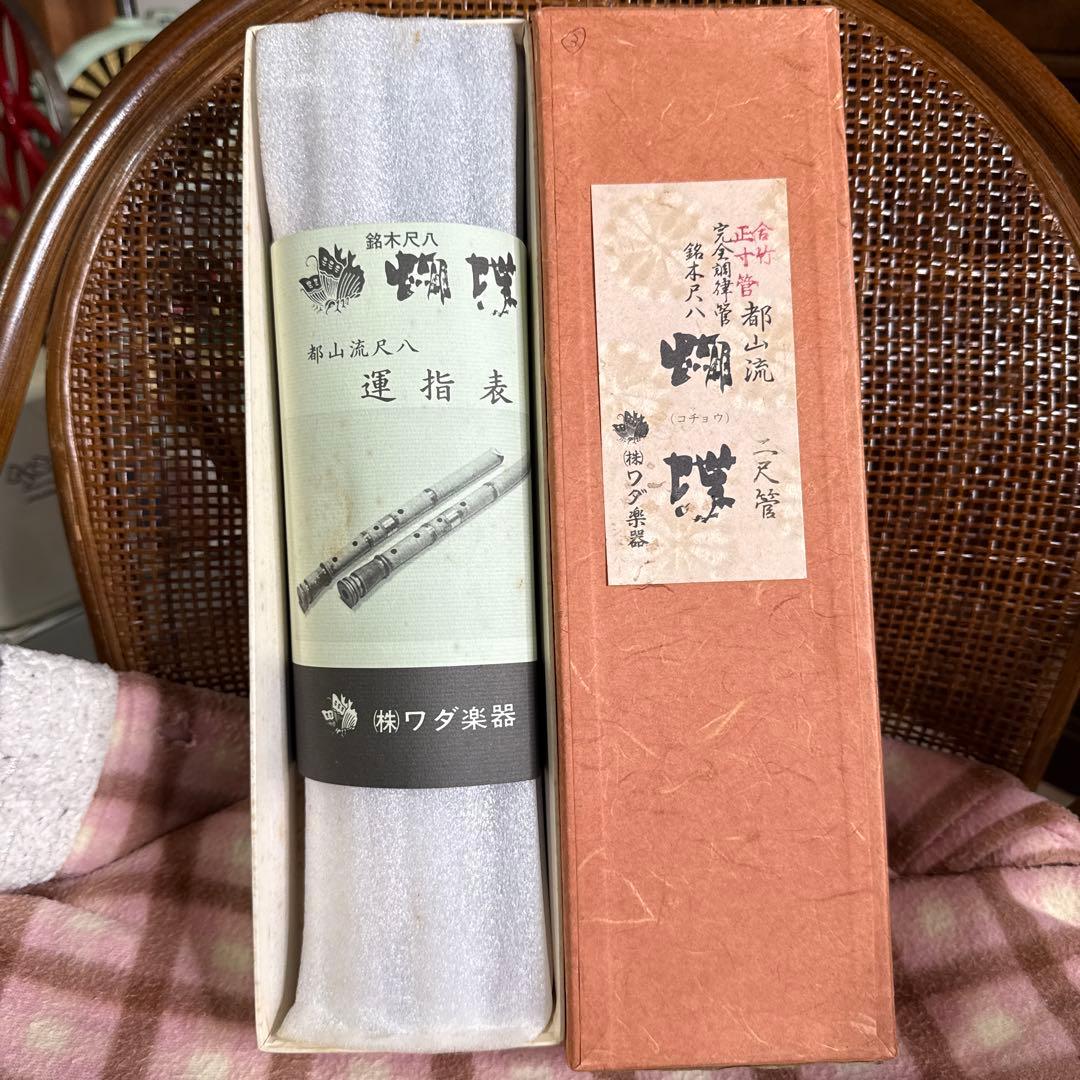 銘木尺八
蝴蝶
都山流尺八
運指表
㈱ワダ楽器
3
合竹
正寸管
都山流
二尺管
完全調律管
銘木尺八
蝴蝶
(コチョウ)
㈱ワダ楽器